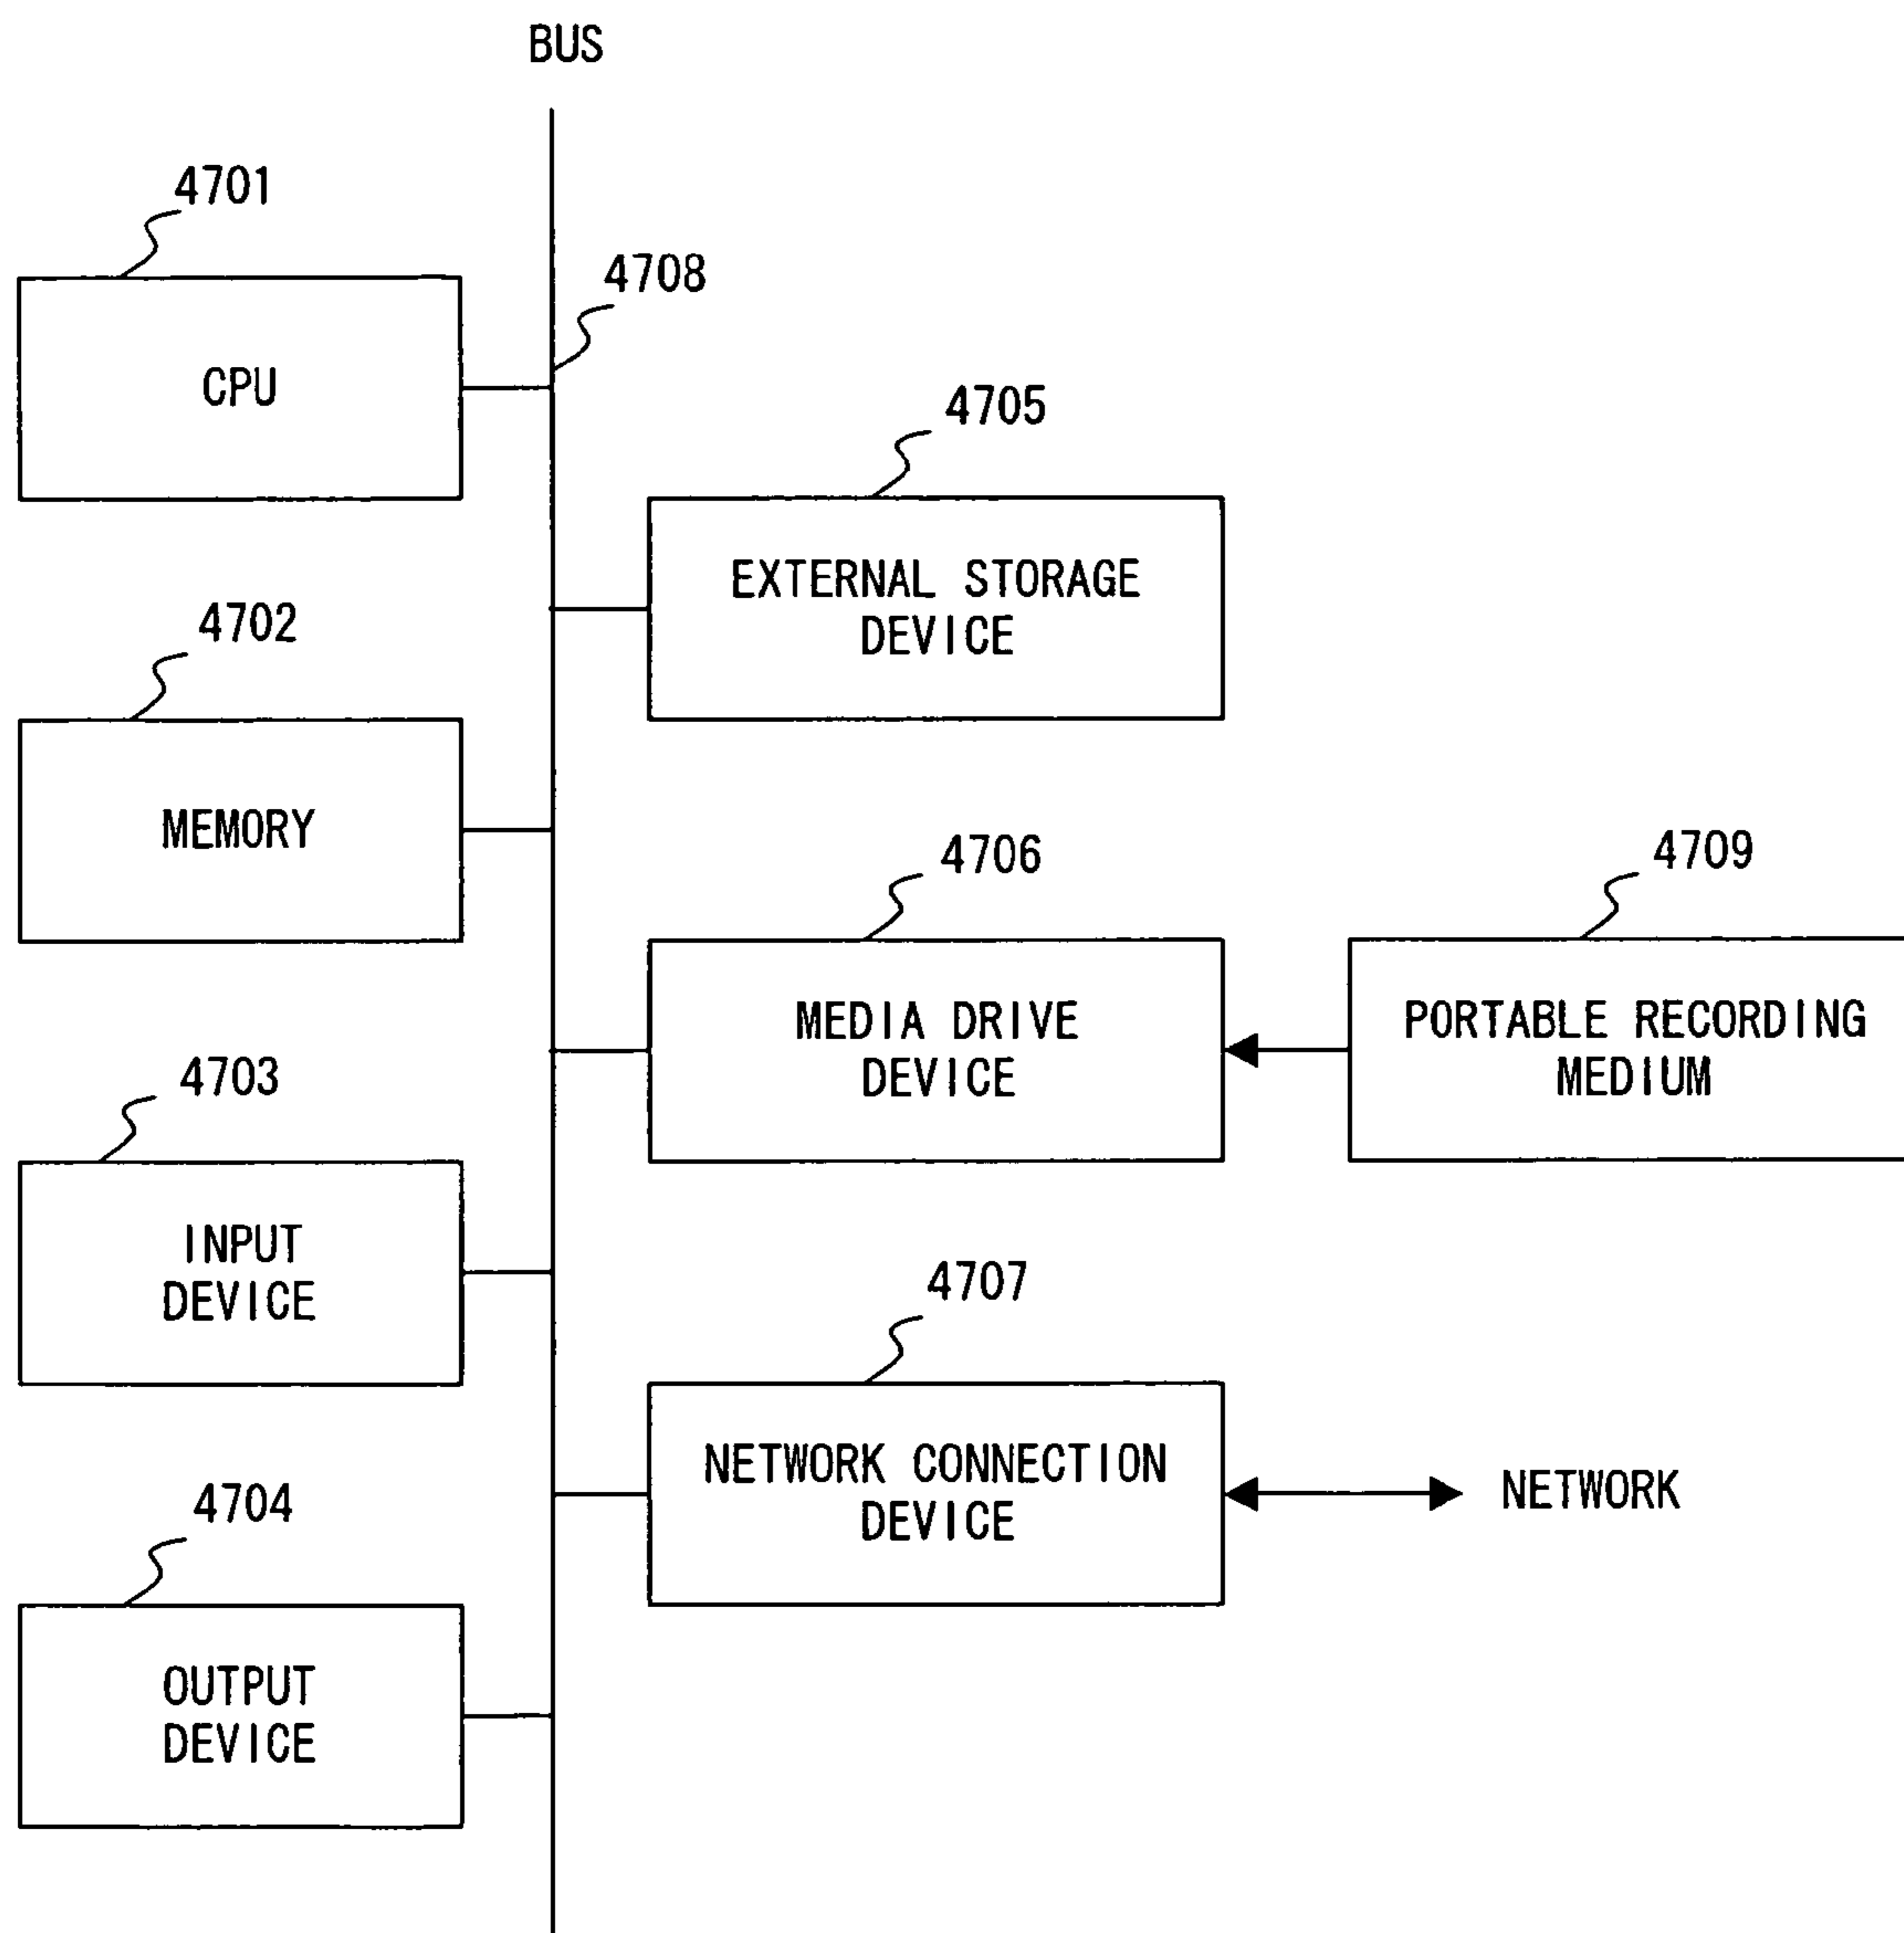 BUS
4701
CPU
4708
4705
EXTERNAL STORAGE
DEVICE
4702
MEMORY
4706
MEDIA DRIVE
DEVICE
4709
PORTABLE RECORDING
MEDIUM
4703
INPUT
DEVICE
4707
NETWORK CONNECTION
DEVICE
NETWORK
4704
OUTPUT
DEVICE